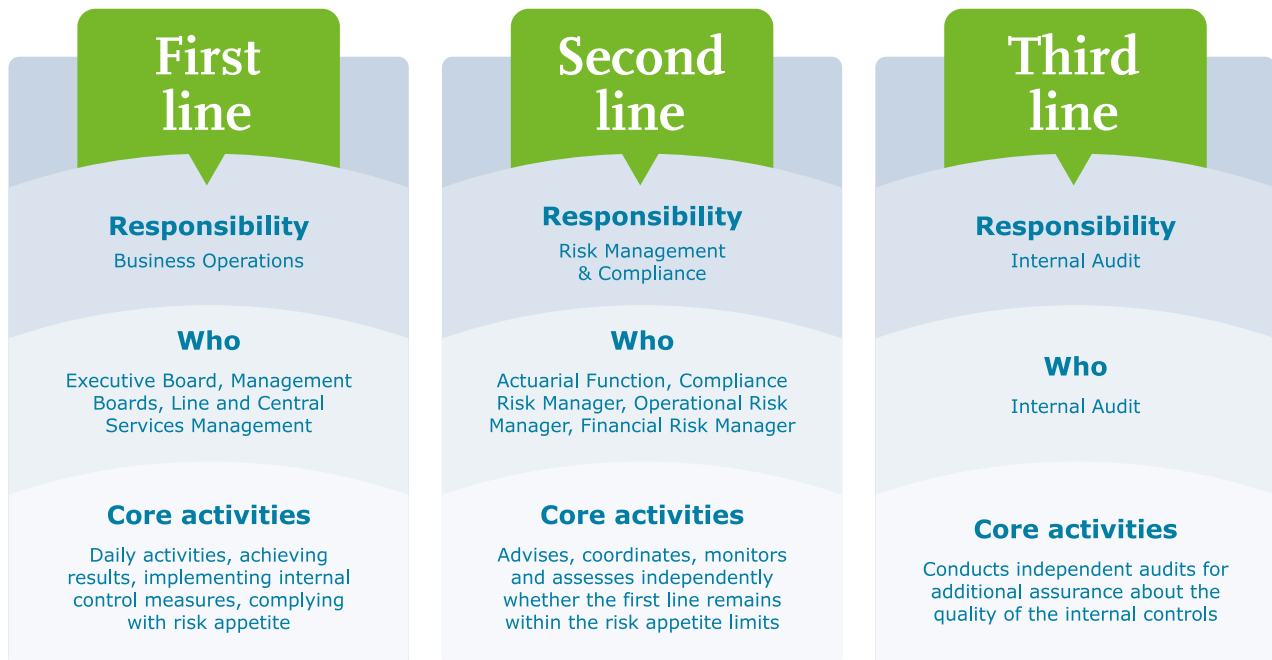 First
line
Responsibility
Business Operations
Who
Executive Board, Management
Boards, Line and Central
Services Management
Core activities
Daily activities, achieving
results, implementing internal
control measures, complying
with risk appetite
Second
line
Responsibility
Risk Management
& Compliance
Who
Actuarial Function, Compliance
Risk Manager, Operational Risk
Manager, Financial Risk Manager
Core activities
Advises, coordinates, monitors
and assesses independently
whether the first line remains
within the risk appetite limits
Third
line
Responsibility
Internal Audit
Who
Internal Audit
Core activities
Conducts independent audits for
additional assurance about the
quality of the internal controls